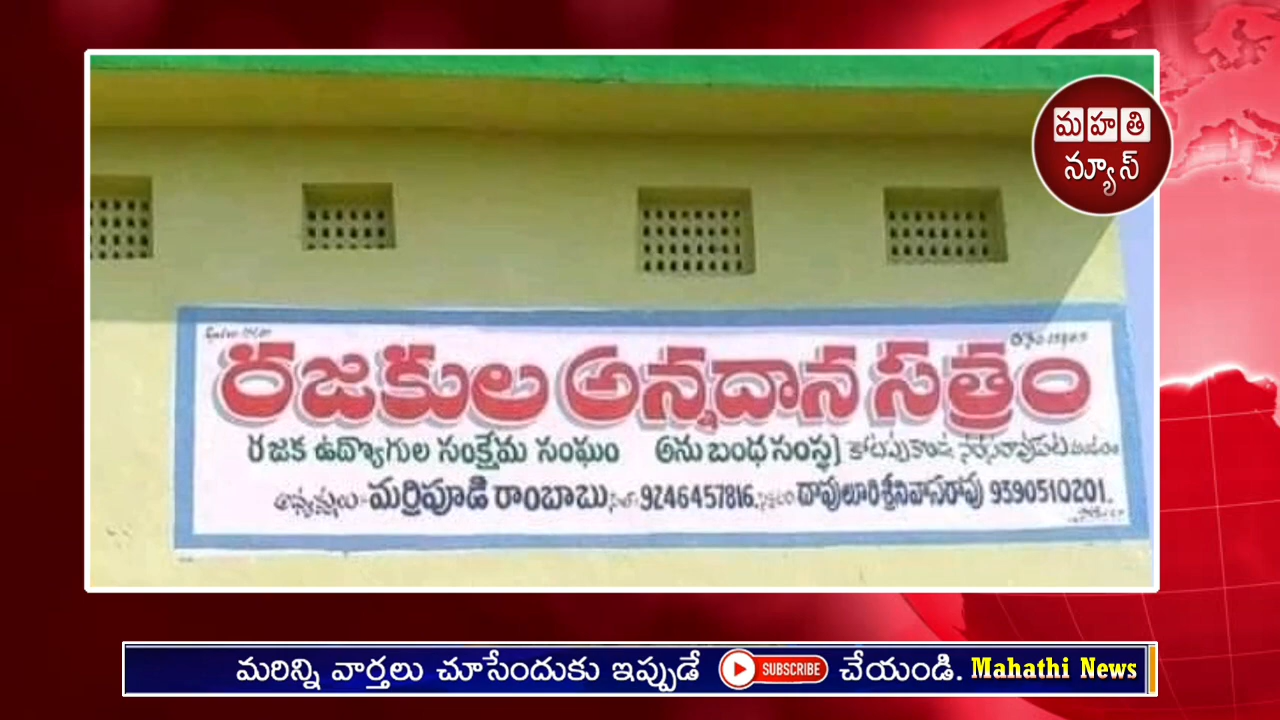 మహతి
న్యూస్
రజకుల అన్నదాన సత్రం
రజక ఉద్యోగుల సంక్షేమ సంఘం అనుబంధ సంస్థ
మర్రిపూడి రాంబాబు 9246457816. రావులూరి శ్రీనివాసరావు 9390510201.
మరిన్ని వార్తలు చూసేందుకు ఇప్పుడే SUBSCRIBE చేయండి. Mahathi News